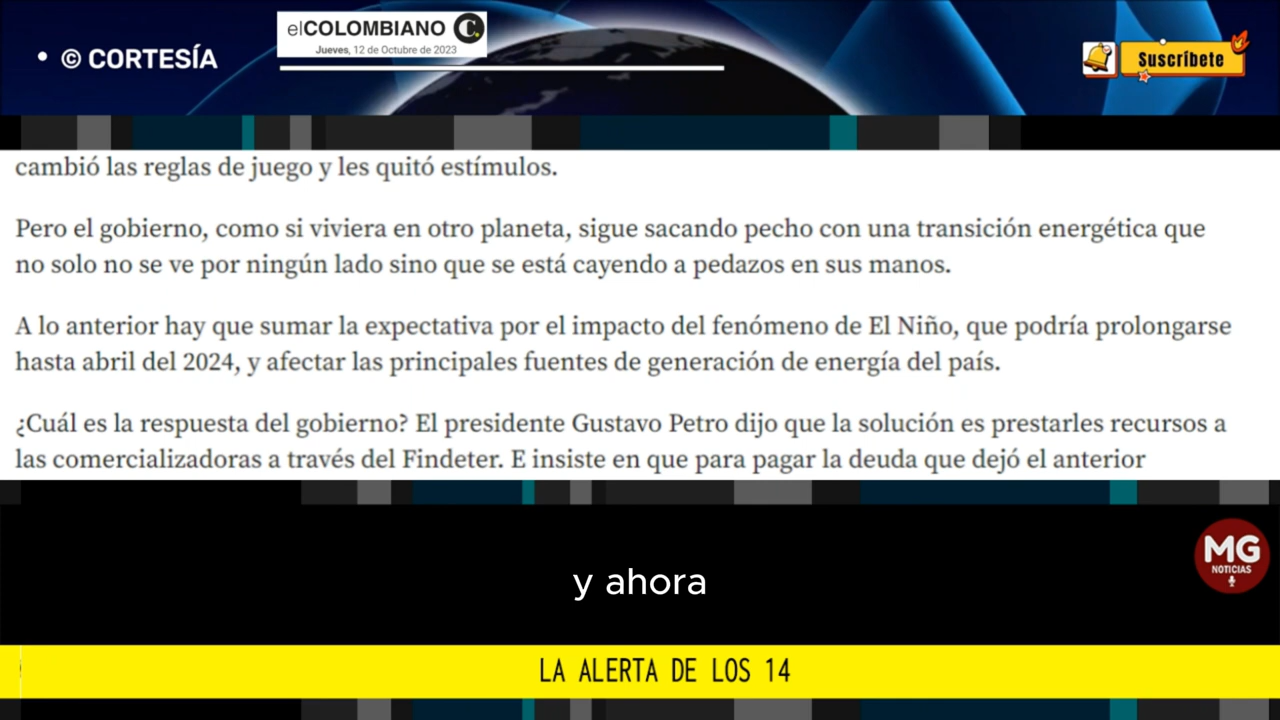 • © CORTESÍA
elCOLOMBIANO C.
Jueves, 12 de Octubre de 2023
Suscríbete
cambió las reglas de juego y les quitó estímulos.
Pero el gobierno, como si viviera en otro planeta, sigue sacando pecho con una transición energética que
no solo no se ve por ningún lado sino que se está cayendo a pedazos en sus manos.
A lo anterior hay que sumar la expectativa por el impacto del fenómeno de El Niño, que podría prolongarse
hasta abril del 2024, y afectar las principales fuentes de generación de energía del país.
¿Cuál es la respuesta del gobierno? El presidente Gustavo Petro dijo que la solución es prestarles recursos a
las comercializadoras a través del Findeter. E insiste en que para pagar la deuda que dejó el anterior
MG
NOTICIAS
y ahora
LA ALERTA DE LOS 14